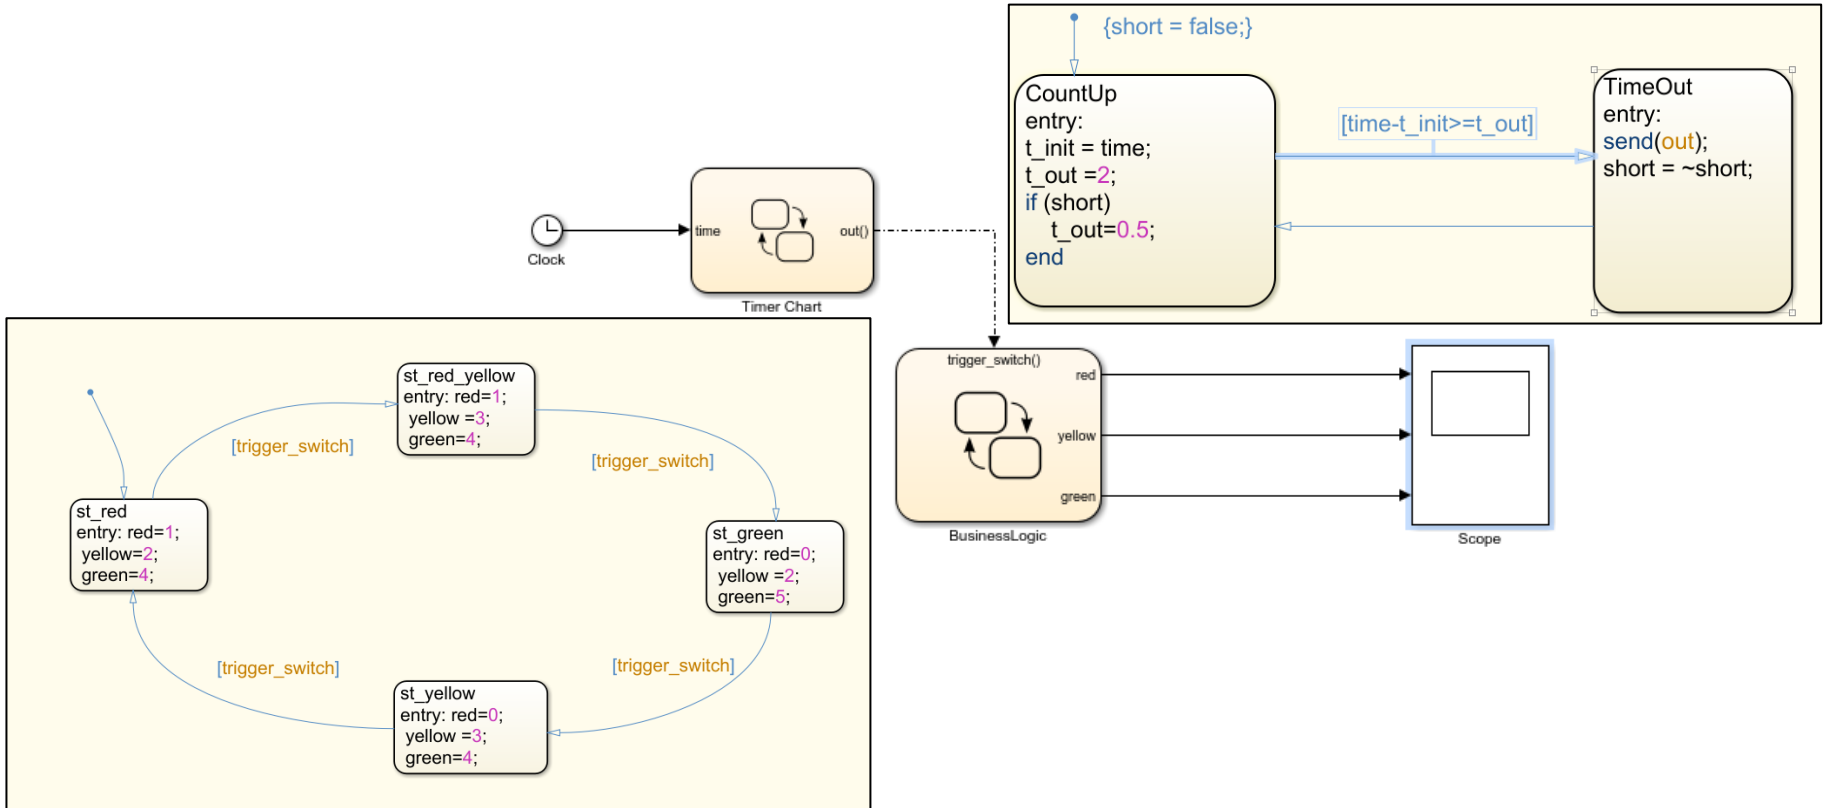 {short = false;}
CountUp
entry:
t_init = time;
t_out =2;
if (short)
t_out=0.5;
end
[time-t_init>=t_out]
TimeOut
entry:
send(out);
short = ~short;
time
out()
Clock
Timer Chart
trigger_switch()
red
yellow
green
BusinessLogic
Scope
st_red_yellow
entry: red=1;
yellow =3;
green=4;
[trigger_switch]
[trigger_switch]
st_red
entry: red=1;
yellow=2;
green=4;
st_green
entry: red=0;
yellow =2;
green=5;
[trigger_switch]
[trigger_switch]
st_yellow
entry: red=0;
yellow =3;
green=4;